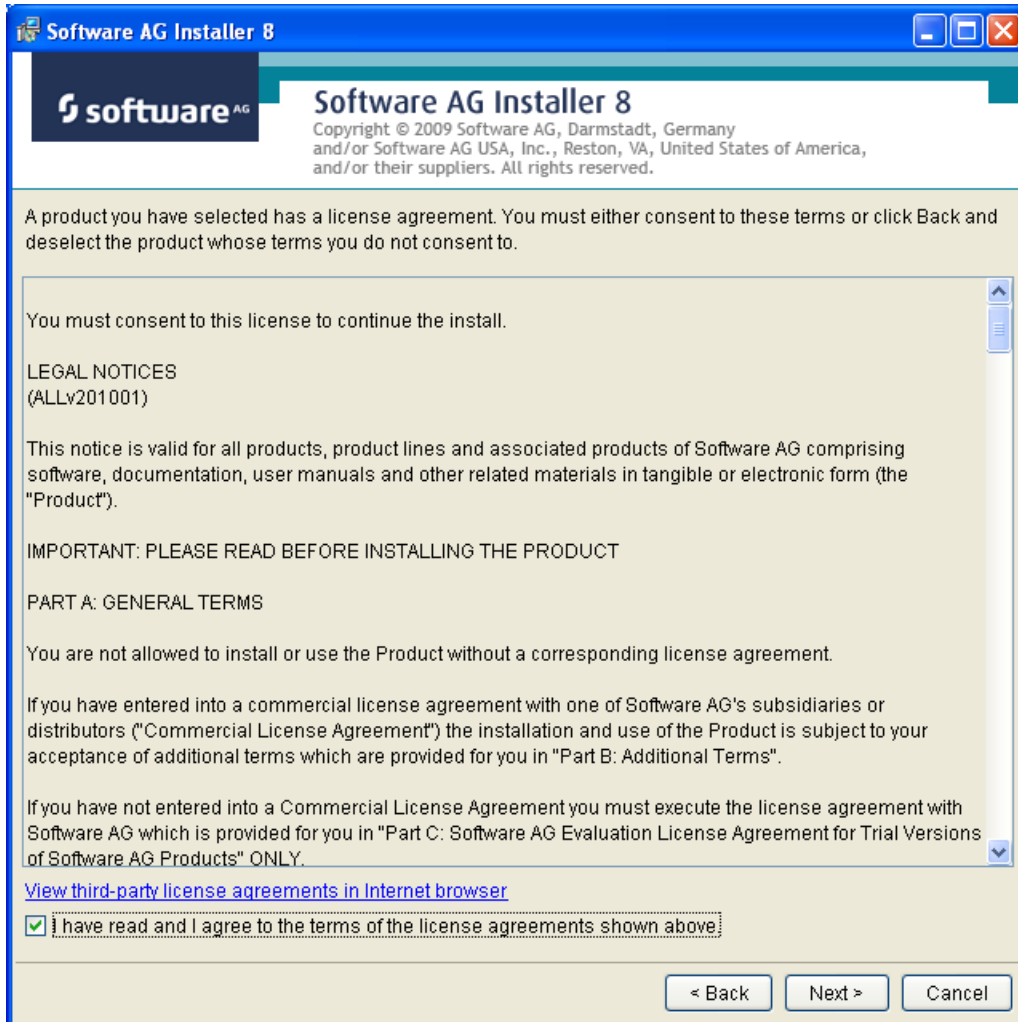 Software AG Installer 8
software AG
Software AG Installer 8
Copyright © 2009 Software AG, Darmstadt, Germany
and/or Software AG USA, Inc., Reston, VA, United States of America,
and/or their suppliers. All rights reserved.
A product you have selected has a license agreement. You must either consent to these terms or click Back and
deselect the product whose terms you do not consent to.
You must consent to this license to continue the install.
LEGAL NOTICES
(ALLv201001)
This notice is valid for all products, product lines and associated products of Software AG comprising
software, documentation, user manuals and other related materials in tangible or electronic form (the
"Product").
IMPORTANT: PLEASE READ BEFORE INSTALLING THE PRODUCT
PART A: GENERAL TERMS
You are not allowed to install or use the Product without a corresponding license agreement.
If you have entered into a commercial license agreement with one of Software AG's subsidiaries or
distributors ("Commercial License Agreement") the installation and use of the Product is subject to your
acceptance of additional terms which are provided for you in "Part B: Additional Terms".
If you have not entered into a Commercial License Agreement you must execute the license agreement with
Software AG which is provided for you in "Part C: Software AG Evaluation License Agreement for Trial Versions
of Software AG Products" ONLY.
View third-party license agreements in Internet browser
I have read and I agree to the terms of the license agreements shown above.
< Back
Next >
Cancel